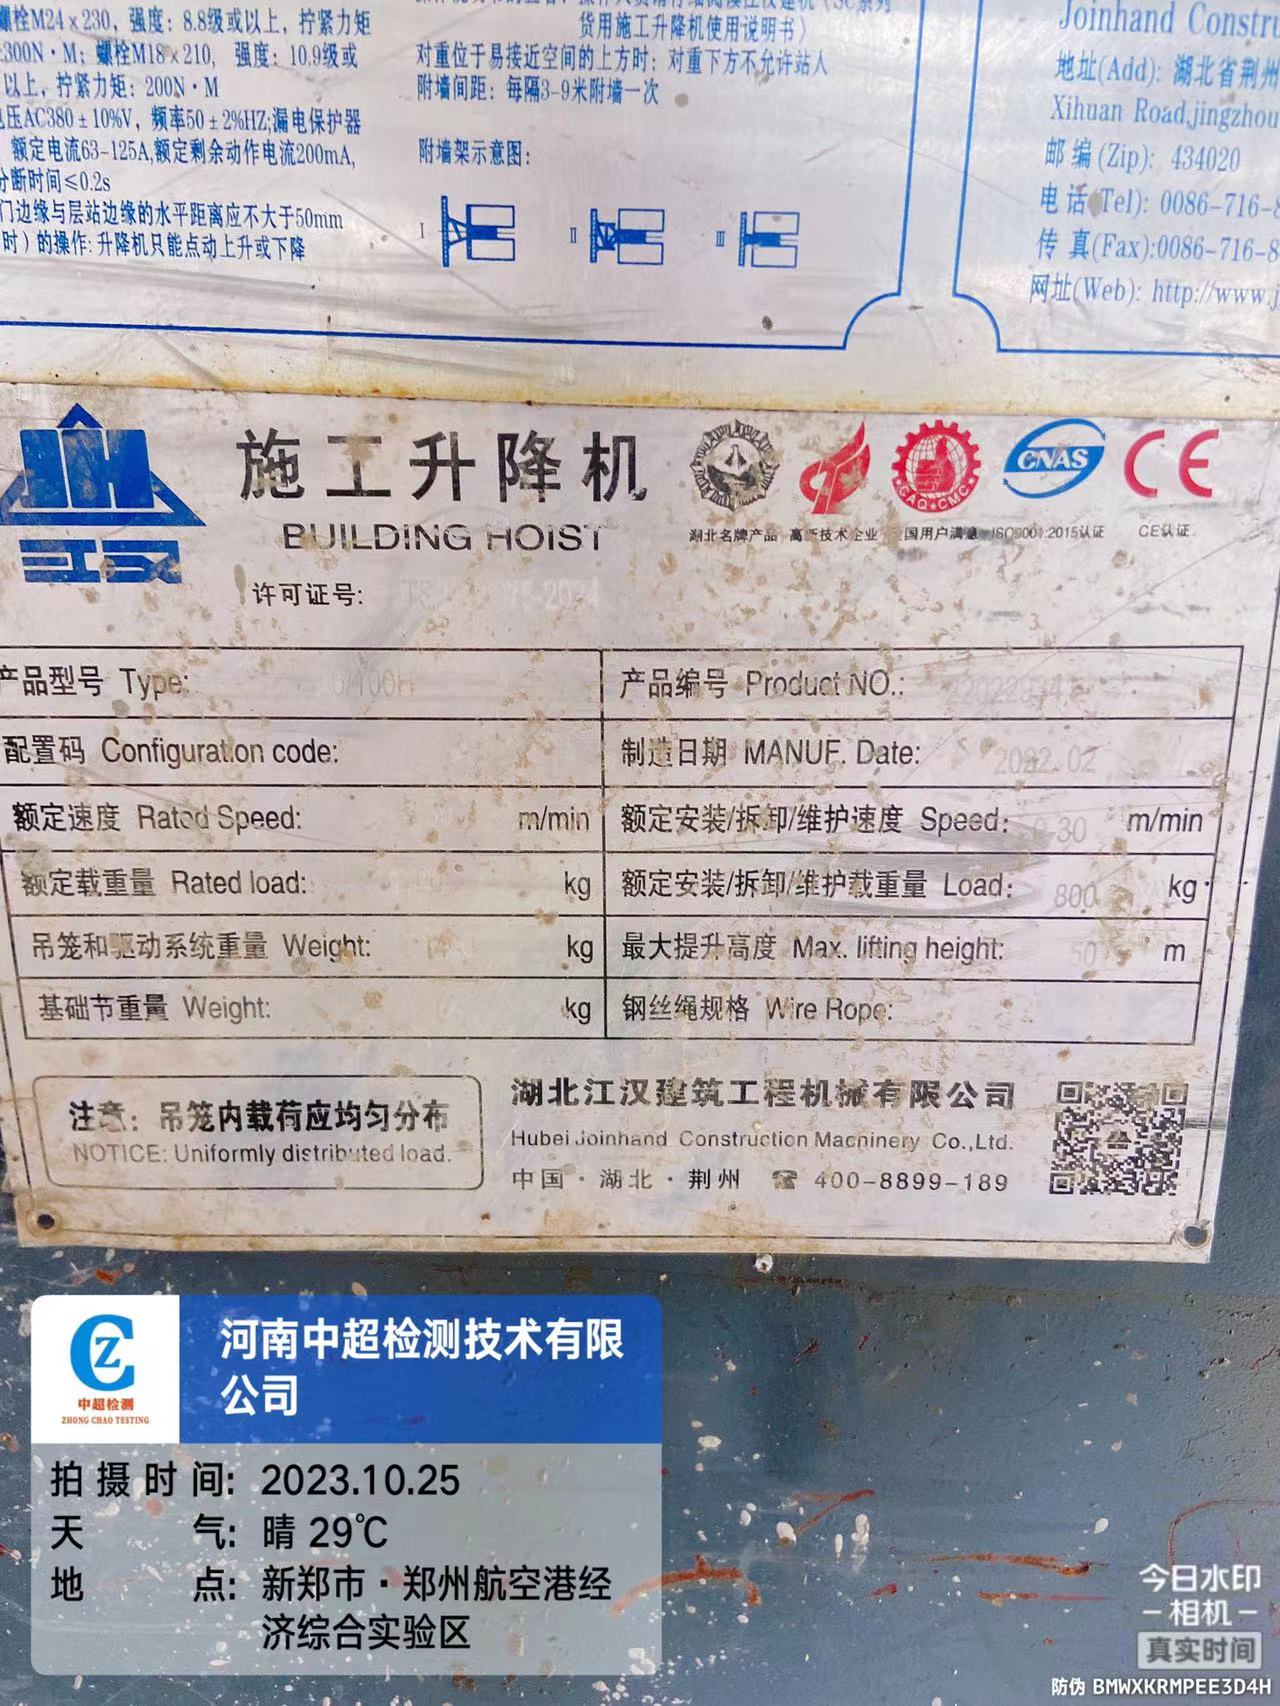 螺栓M24×230，强度：8.8级或以上，拧紧力矩
300N·M；螺栓M18×210， 强度：10.9级或
以上，拧紧力矩：200N·M
压AC380±10%V，频率50±2%HZ;漏电保护器
额定电流63-125A,额定剩余动作电流200mA,
分断时间≤0.2s
门边缘与层站边缘的水平距离应不大于50mm
时）的操作:升降机只能点动上升或下降
货用施工升降机使用说明书》
对重位于易接近空间的上方时：对重下方不允许站人
附墙间距：每隔3-9米附墙一次
附墙架示意图：
I II III
Joinhand Constru
地址(Add): 湖北省荆州
Xihuan Road,jingzhou
邮编(Zip): 434020
电话(Tel): 0086-716-8
传真(Fax):0086-716-8
网址(Web): http://www.j
江汉
施工升降机
BUILDING HOIST
许可证号:
CAQ★CMC
CNAS
CE
湖北名牌产品 高新技术企业 国用户满意 ISO9001:2015认证 CE认证
产品型号 Type: 0/100H
产品编号 Product NO.:
配置码 Configuration code:
制造日期 MANUF. Date: 2022.02
额定速度 Rated Speed: m/min
额定安装/拆卸/维护速度 Speed: 0-30 m/min
额定载重量 Rated load: kg
额定安装/拆卸/维护载重量 Load: 800 kg
吊笼和驱动系统重量 Weight: kg
最大提升高度 Max. lifting height: 50 m
基础节重量 Weight: kg
钢丝绳规格 Wire Rope:
注意：吊笼内载荷应均匀分布
NOTICE: Uniformly distributed load.
湖北江汉建筑工程机械有限公司
Hubei Joinhand Construction Machinery Co.,Ltd.
中国·湖北·荆州 ☎ 400-8899-189
中超检测
ZHONG CHAO TESTING
河南中超检测技术有限
公司
拍摄时间: 2023.10.25
天气: 晴 29℃
地点: 新郑市·郑州航空港经
济综合实验区
今日水印
相机
真实时间
防伪 BMWXKRMPEE3D4H